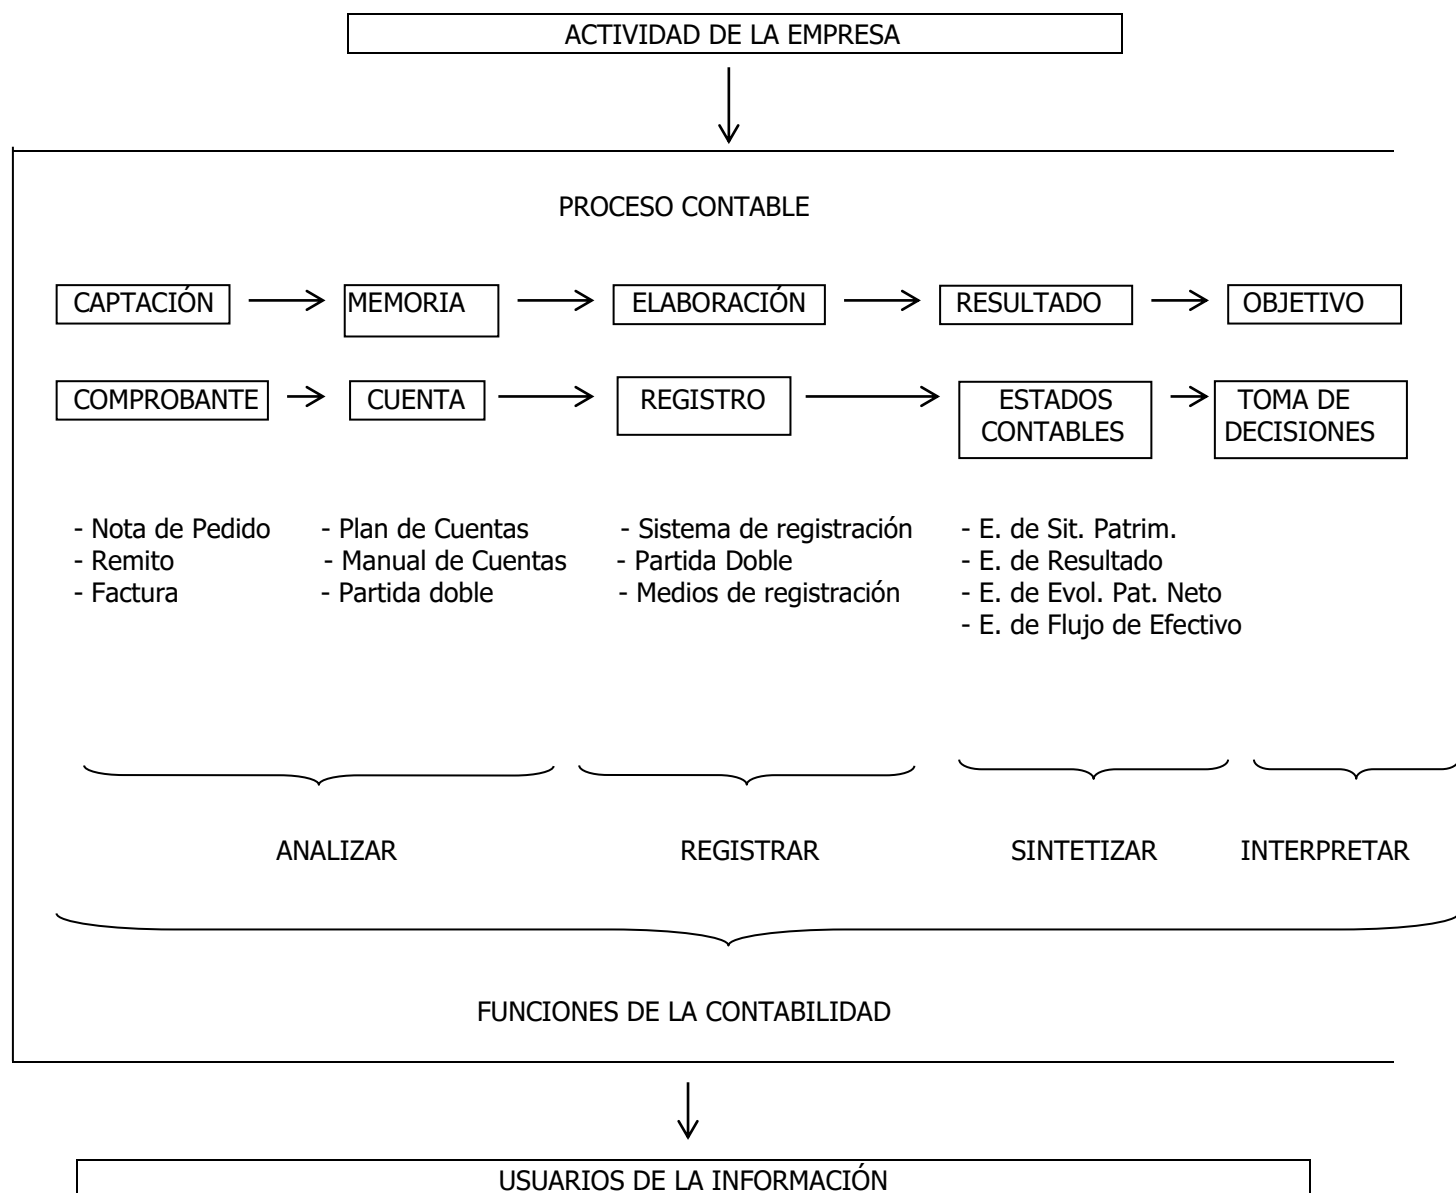 ACTIVIDAD DE LA EMPRESA
PROCESO CONTABLE
CAPTACIÓN MEMORIA ELABORACIÓN RESULTADO OBJETIVO
COMPROBANTE CUENTA REGISTRO ESTADOS CONTABLES TOMA DE DECISIONES
- Nota de Pedido - Plan de Cuentas - Sistema de registración - E. de Sit. Patrim.
- Remito - Manual de Cuentas - Partida Doble - E. de Resultado
- Factura - Partida doble - Medios de registración - E. de Evol. Pat. Neto
- E. de Flujo de Efectivo
ANALIZAR REGISTRAR SINTETIZAR INTERPRETAR
FUNCIONES DE LA CONTABILIDAD
USUARIOS DE LA INFORMACIÓN